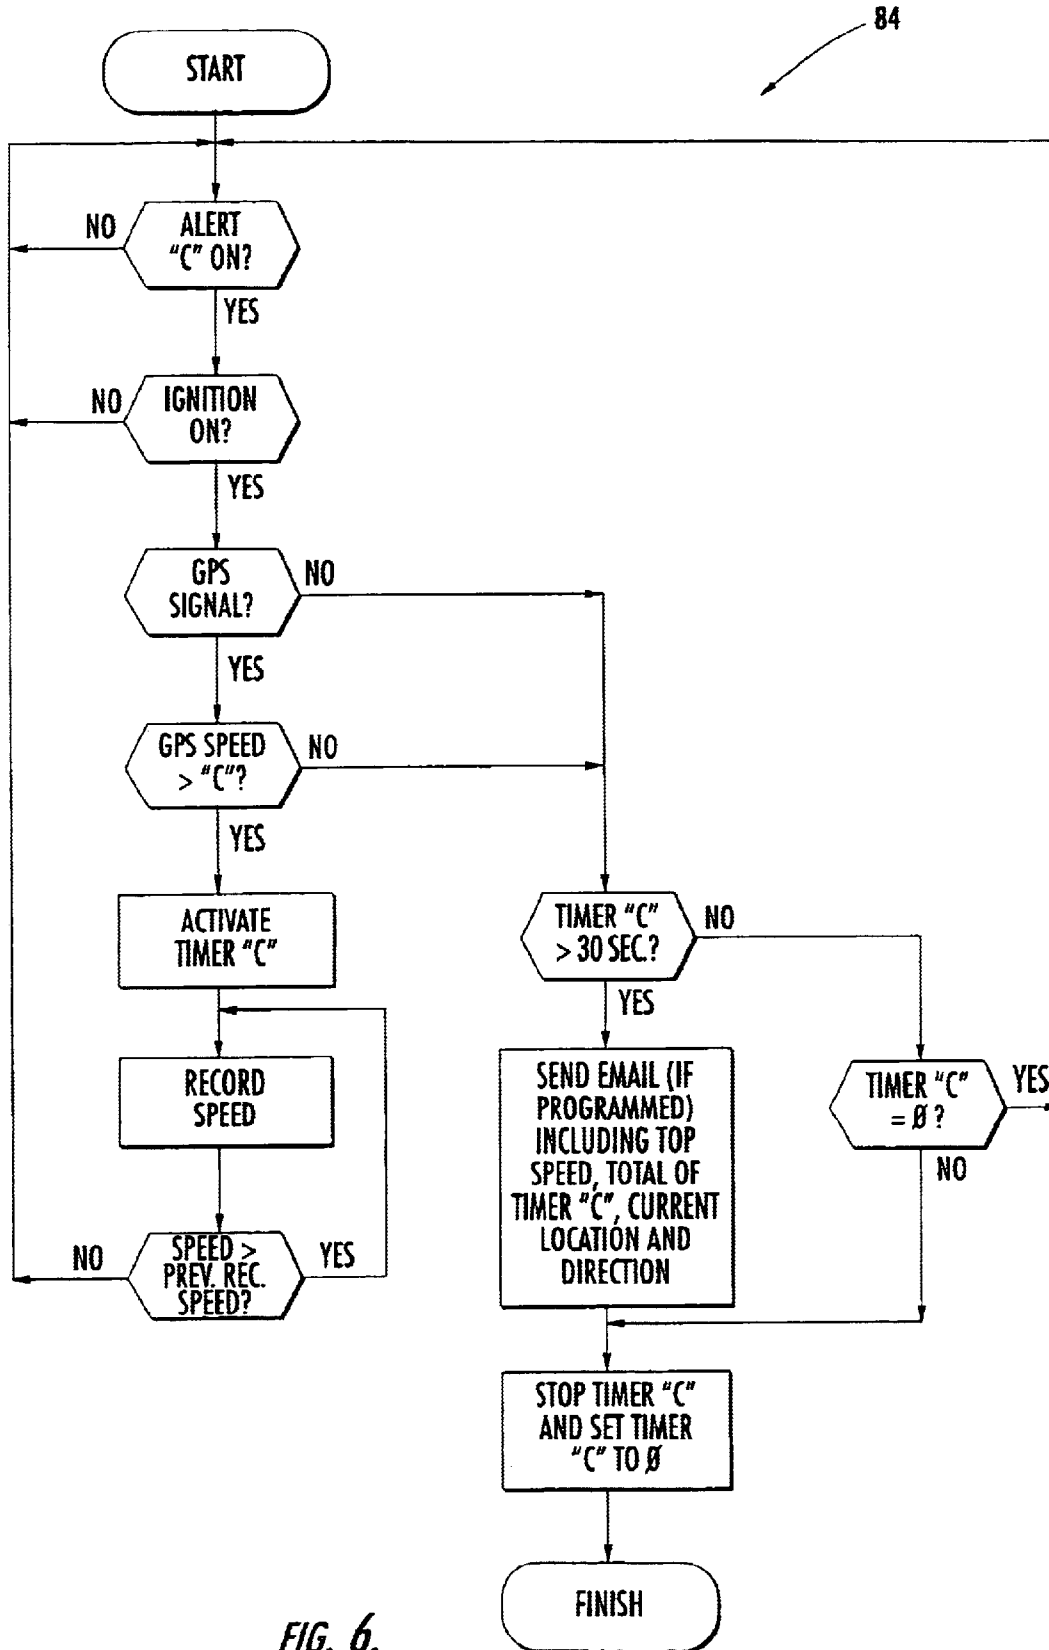 84
START
ALERT
"C" ON?
NO
YES
IGNITION
ON?
NO
YES
GPS
SIGNAL?
NO
YES
GPS SPEED
> "C"?
NO
YES
ACTIVATE
TIMER "C"
RECORD
SPEED
SPEED >
PREV. REC.
SPEED?
NO
YES
TIMER "C"
> 30 SEC.?
NO
YES
SEND EMAIL (IF
PROGRAMMED)
INCLUDING TOP
SPEED, TOTAL OF
TIMER "C", CURRENT
LOCATION AND
DIRECTION
TIMER "C"
= Ø ?
YES
NO
STOP TIMER "C"
AND SET TIMER
"C" TO Ø
FINISH
FIG. 6.